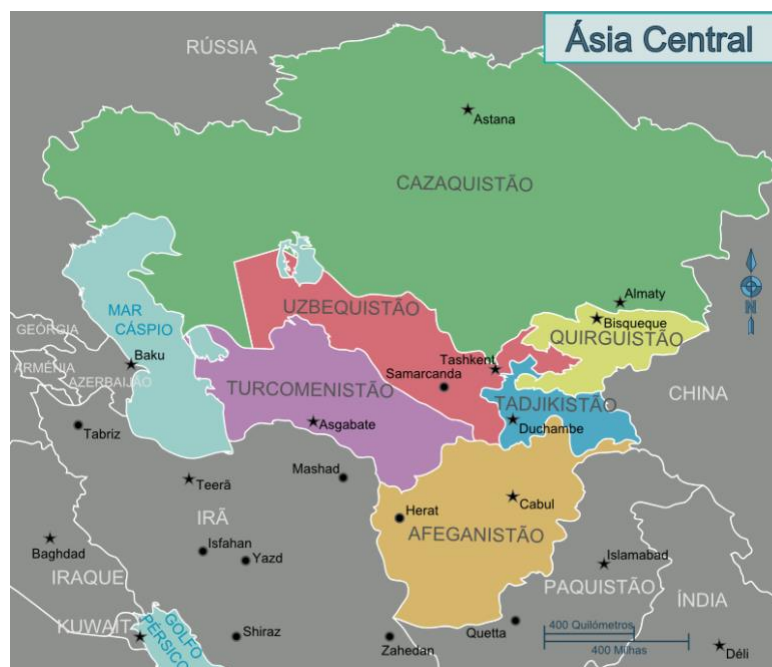 Ásia Central
RÚSSIA
Astana
CAZAQUISTÃO
Almaty
MAR
CÁSPIO
UZBEQUISTÃO
Bisqueque
GEÓRGIA
QUIRGUISTÃO
Baku
Tashkent
ARMÉNIA
AZERBAIJÃO
TURCOMENISTÃO
Samarcanda
CHINA
TADJIKISTÃO
Tabriz
Asgabate
Duchambe
Mashad
Teerã
Cabul
Herat
IRÃ
AFEGANISTÃO
Baghdad
Isfahan
Yazd
Islamabad
IRAQUE
PAQUISTÃO
ÍNDIA
KUWAIT
GOLFO
PÉRSICO
Shiraz
Zahedan
Quetta
400 Quilómetros
400 Milhas
Déli
N